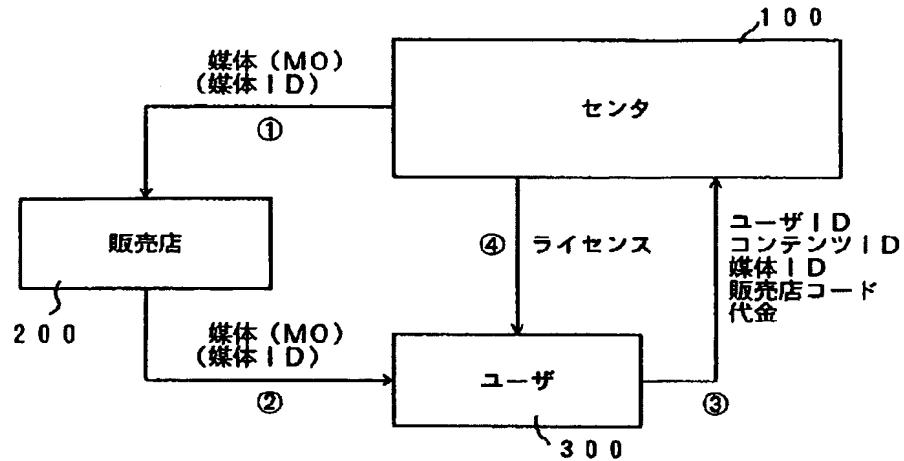 １００
媒体（ＭＯ）
（媒体ＩＤ）
センタ
①
販売店
２００
④ ライセンス
ユーザＩＤ
コンテンツＩＤ
媒体ＩＤ
販売店コード
代金
媒体（ＭＯ）
（媒体ＩＤ）
②
ユーザ
③
３００